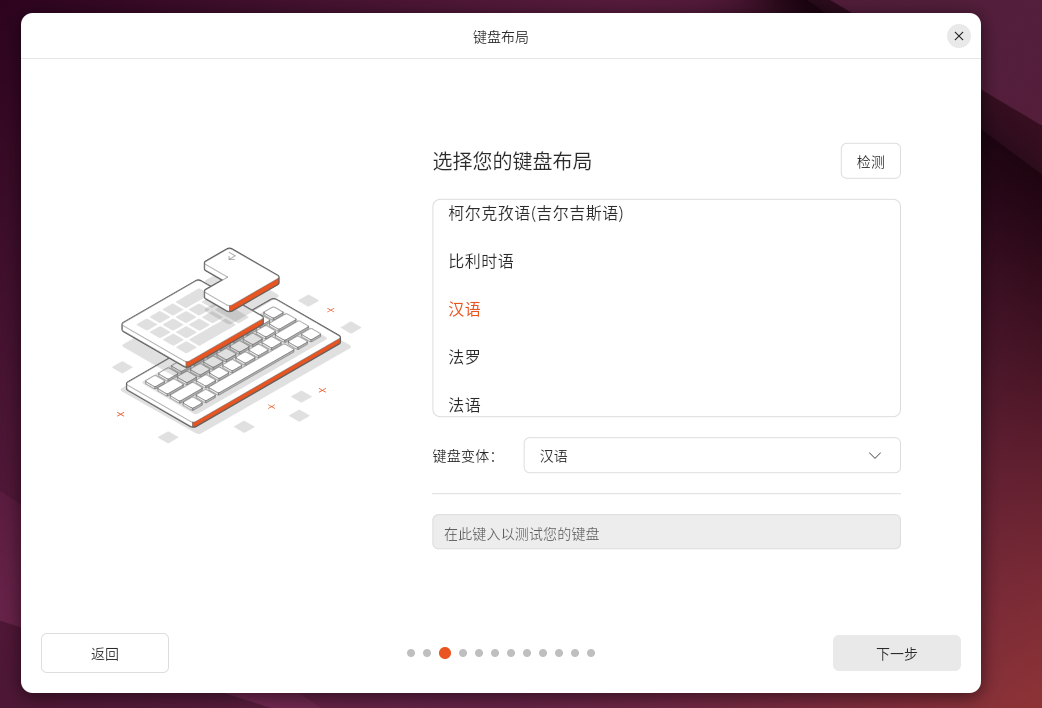 键盘布局
选择您的键盘布局
检测
柯尔克孜语(吉尔吉斯语)
比利时语
汉语
法罗
法语
键盘变体：
汉语
在此键入以测试您的键盘
返回
下一步